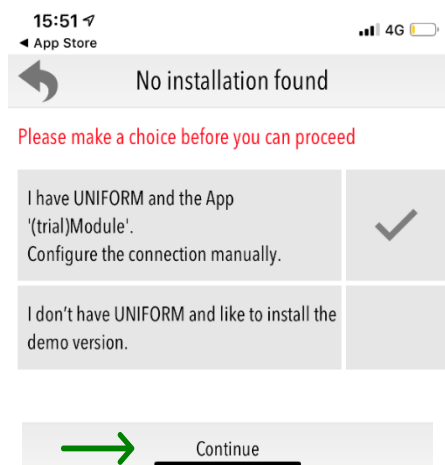 15:51
4G
◀ App Store
No installation found
Please make a choice before you can proceed
I have UNIFORM and the App
'(trial)Module'.
Configure the connection manually.
I don't have UNIFORM and like to install the
demo version.
Continue